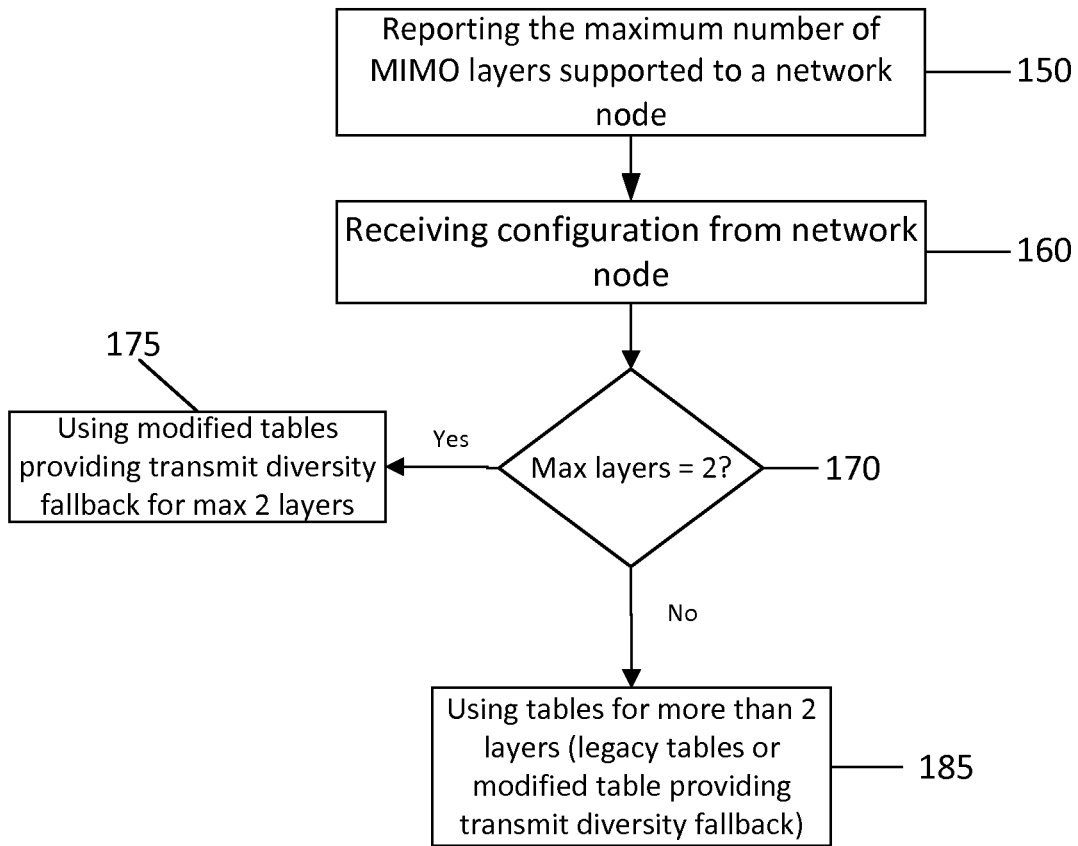 Reporting the maximum number of
MIMO layers supported to a network
node
150
Receiving configuration from network
node
160
175
Using modified tables
providing transmit diversity
fallback for max 2 layers
Yes
Max layers = 2?
170
No
Using tables for more than 2
layers (legacy tables or
modified table providing
transmit diversity fallback)
185